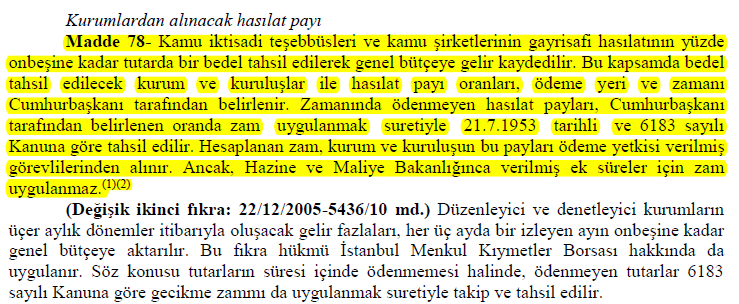 Kurumlardan alınacak hasılat payı
Madde 78- Kamu iktisadi teşebbüsleri ve kamu şirketlerinin gayrisafi hasılatının yüzde
onbeşine kadar tutarda bir bedel tahsil edilerek genel bütçeye gelir kaydedilir. Bu kapsamda bedel
tahsil edilecek kurum ve kuruluşlar ile hasılat payı oranları, ödeme yeri ve zamanı
Cumhurbaşkanı tarafından belirlenir. Zamanında ödenmeyen hasılat payları, Cumhurbaşkanı
tarafından belirlenen oranda zam uygulanmak suretiyle 21.7.1953 tarihli ve 6183 sayılı
Kanuna göre tahsil edilir. Hesaplanan zam, kurum ve kuruluşun bu payları ödeme yetkisi verilmiş
görevlilerinden alınır. Ancak, Hazine ve Maliye Bakanlığınca verilmiş ek süreler için zam
uygulanmaz.(1)(2)
(Değişik ikinci fıkra: 22/12/2005-5436/10 md.) Düzenleyici ve denetleyici kurumların
üçer aylık dönemler itibarıyla oluşacak gelir fazlaları, her üç ayda bir izleyen ayın onbeşine kadar
genel bütçeye aktarılır. Bu fıkra hükmü İstanbul Menkul Kıymetler Borsası hakkında da
uygulanır. Söz konusu tutarların süresi içinde ödenmemesi halinde, ödenmeyen tutarlar 6183
sayılı Kanuna göre gecikme zammı da uygulanmak suretiyle takip ve tahsil edilir.